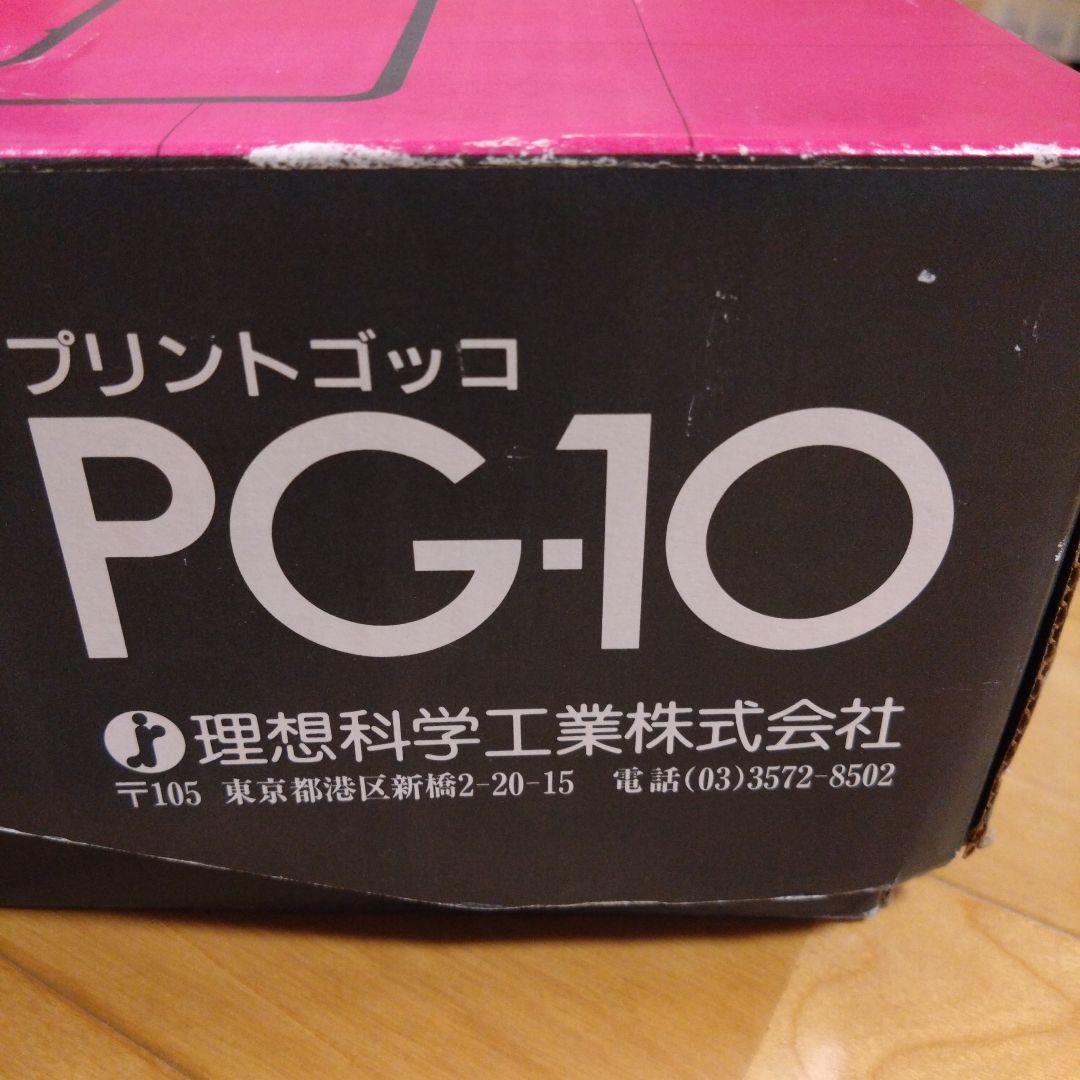 プリントゴッコ
PG-10
理想科学工業株式会社
〒105 東京都港区新橋2-20-15 電話(03)3572-8502